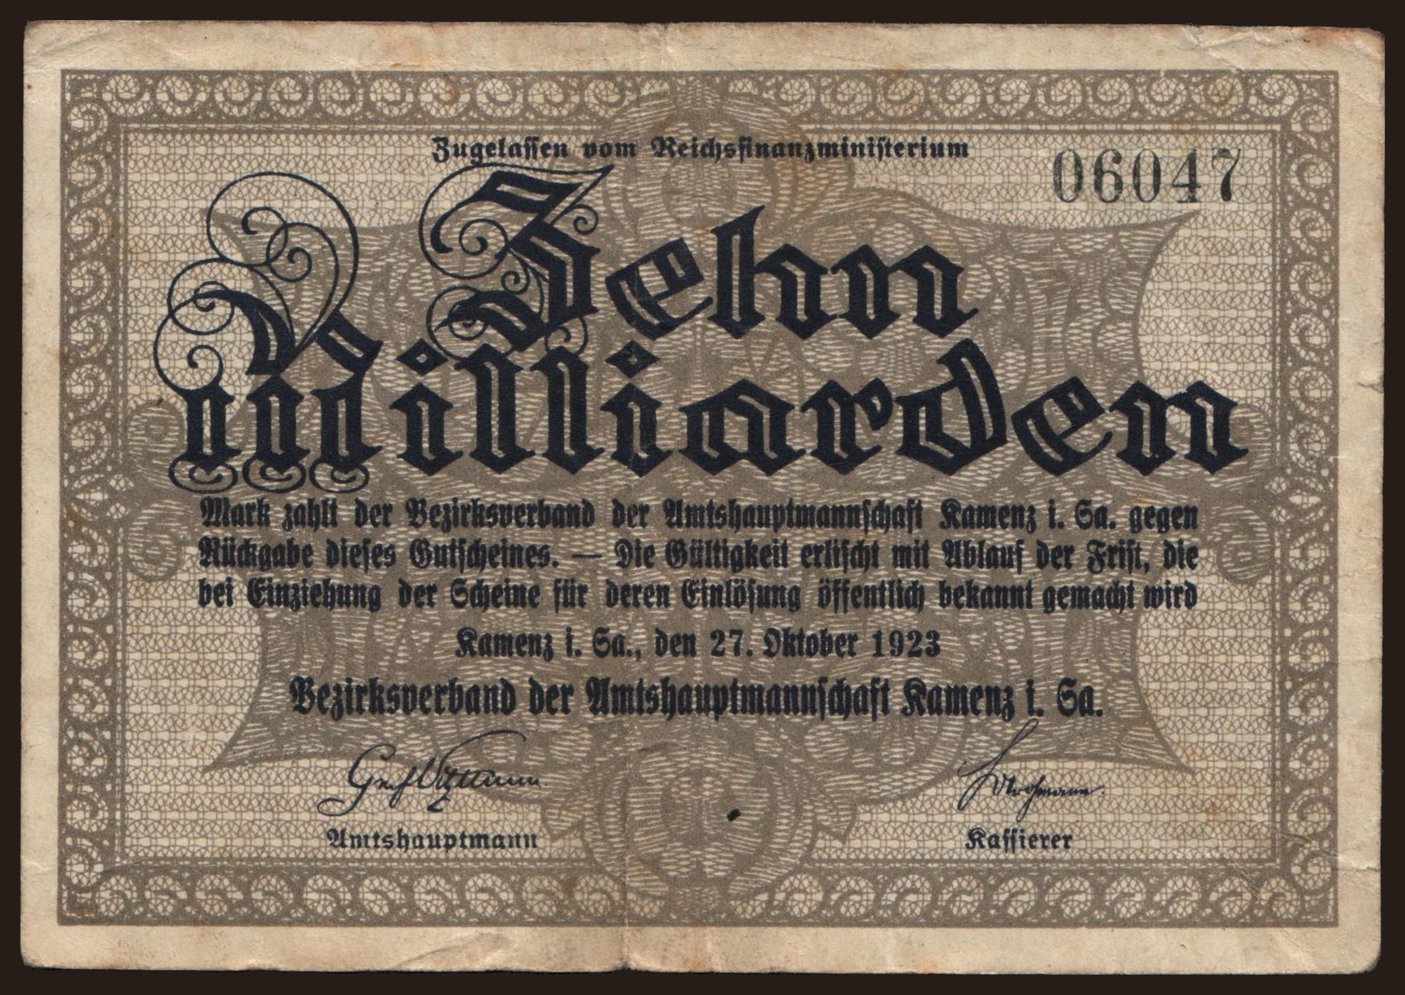 Zugelassen vom Reichsfinanzministerium
06047
Zehn
Milliarden
Mark zahlt der Bezirksverband der Amtshauptmannschaft Kamenz i. Sa. gegen
Rückgabe dieses Gutscheines. — Die Gültigkeit erlischt mit Ablauf der Frist, die
bei Einziehung der Scheine für deren Einlösung öffentlich bekannt gemacht wird
Kamenz i. Sa., den 27. Oktober 1923
Bezirksverband der Amtshauptmannschaft Kamenz i. Sa.
Amtshauptmann
Kassierer